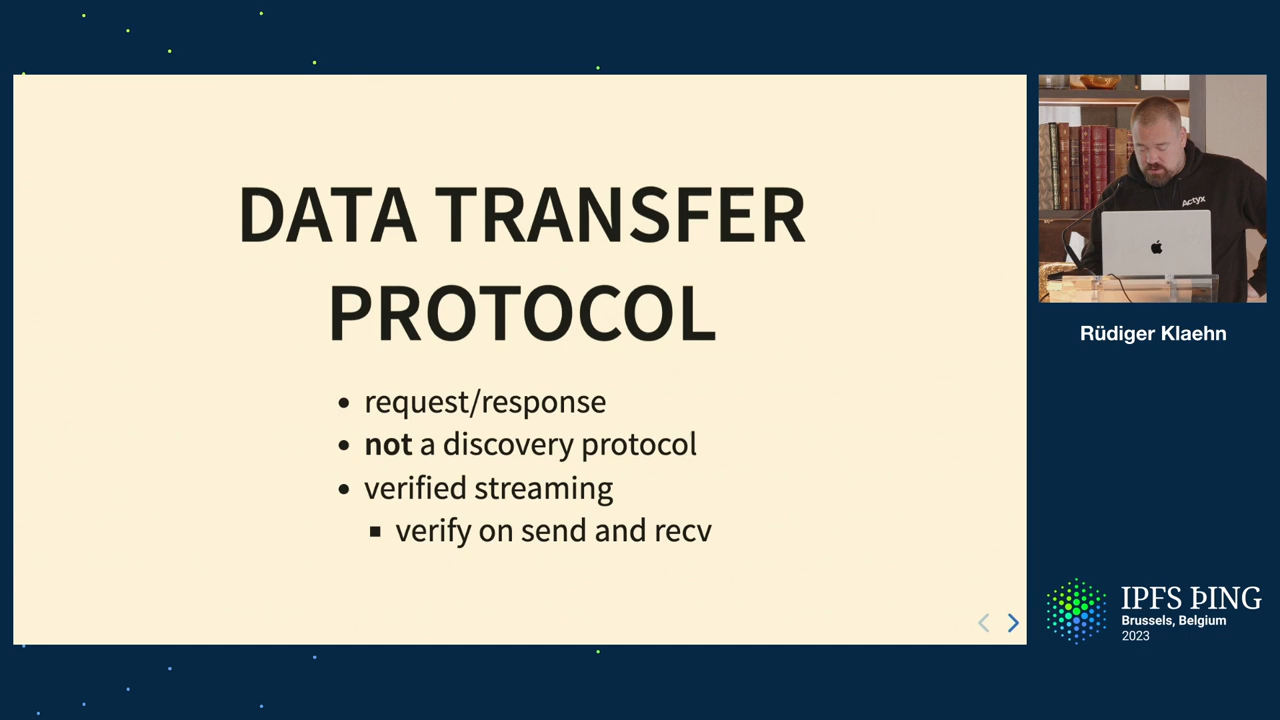 DATA TRANSFER
PROTOCOL
• request/response
• not a discovery protocol
• verified streaming
▪ verify on send and recv
Actyx
Rüdiger Klaehn
IPFS ÞING
Brussels, Belgium
2023